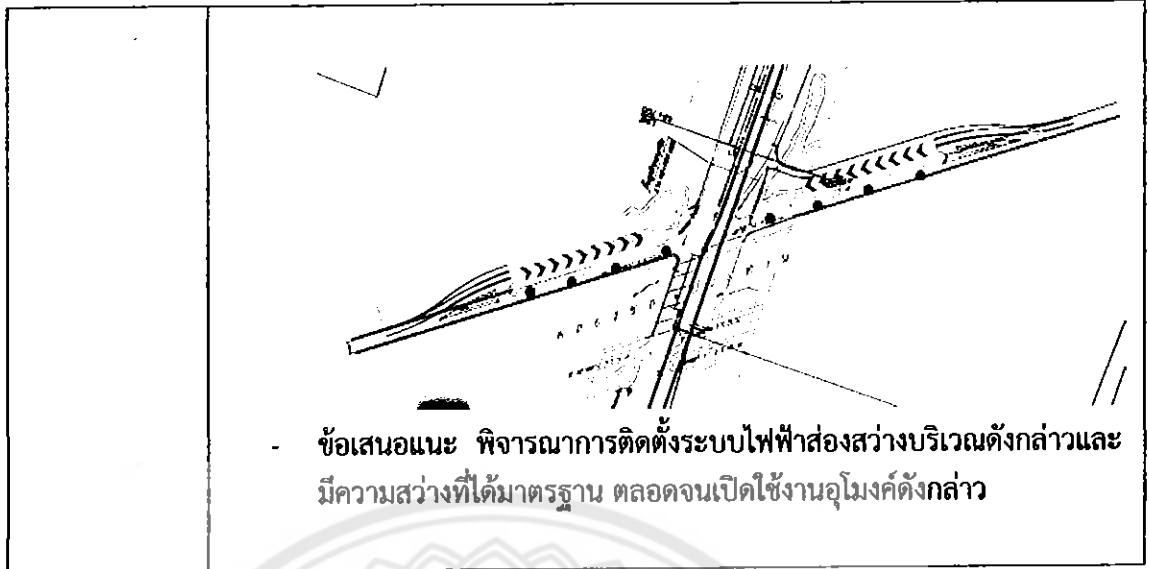 - ข้อเสนอแนะ พิจารณาการติดตั้งระบบไฟฟ้าส่องสว่างบริเวณดังกล่าวและ
มีความสว่างที่ได้มาตรฐาน ตลอดจนเปิดใช้งานอุโมงค์ดังกล่าว